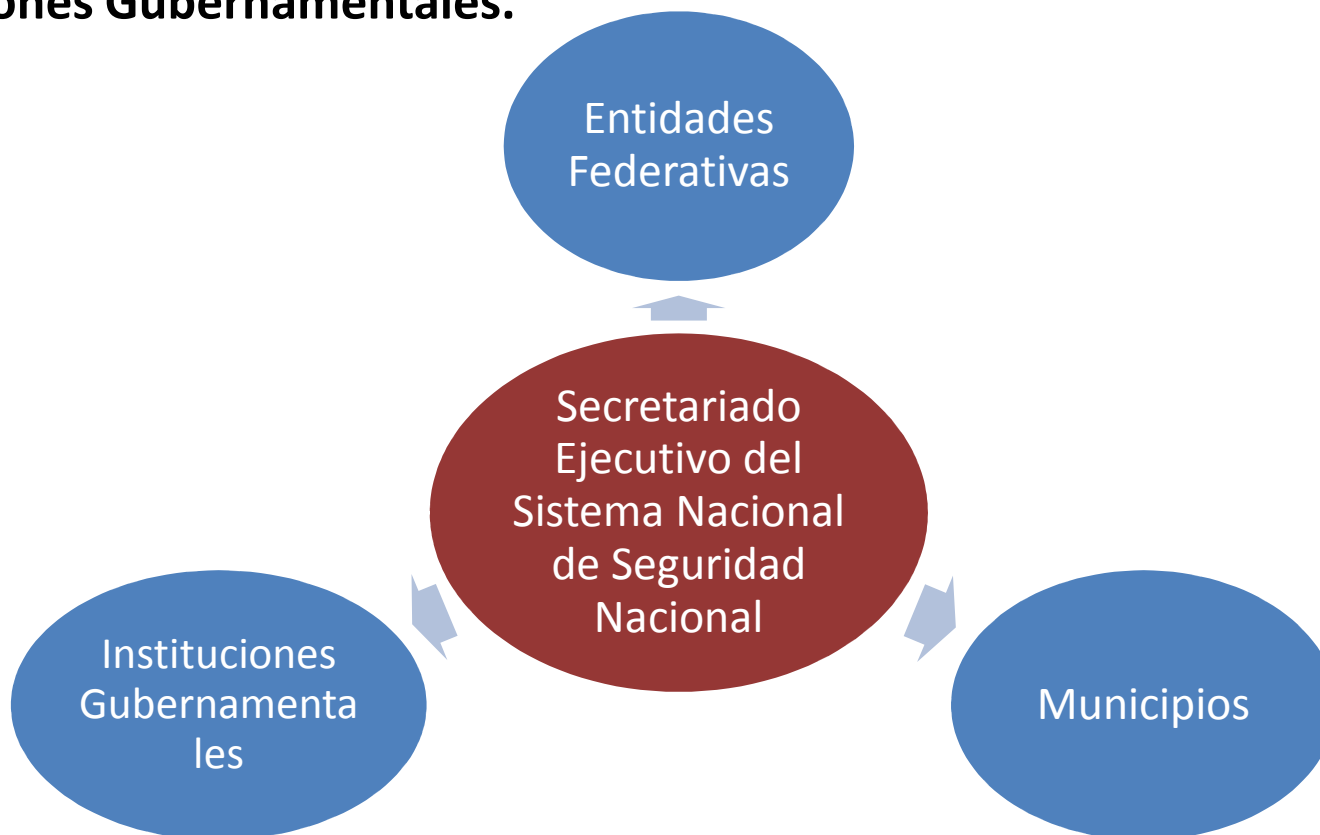 ones Gubernamentales.
Entidades
Federativas
Secretariado
Ejecutivo del
Sistema Nacional
de Seguridad
Nacional
Instituciones
Gubernamenta
les
Municipios